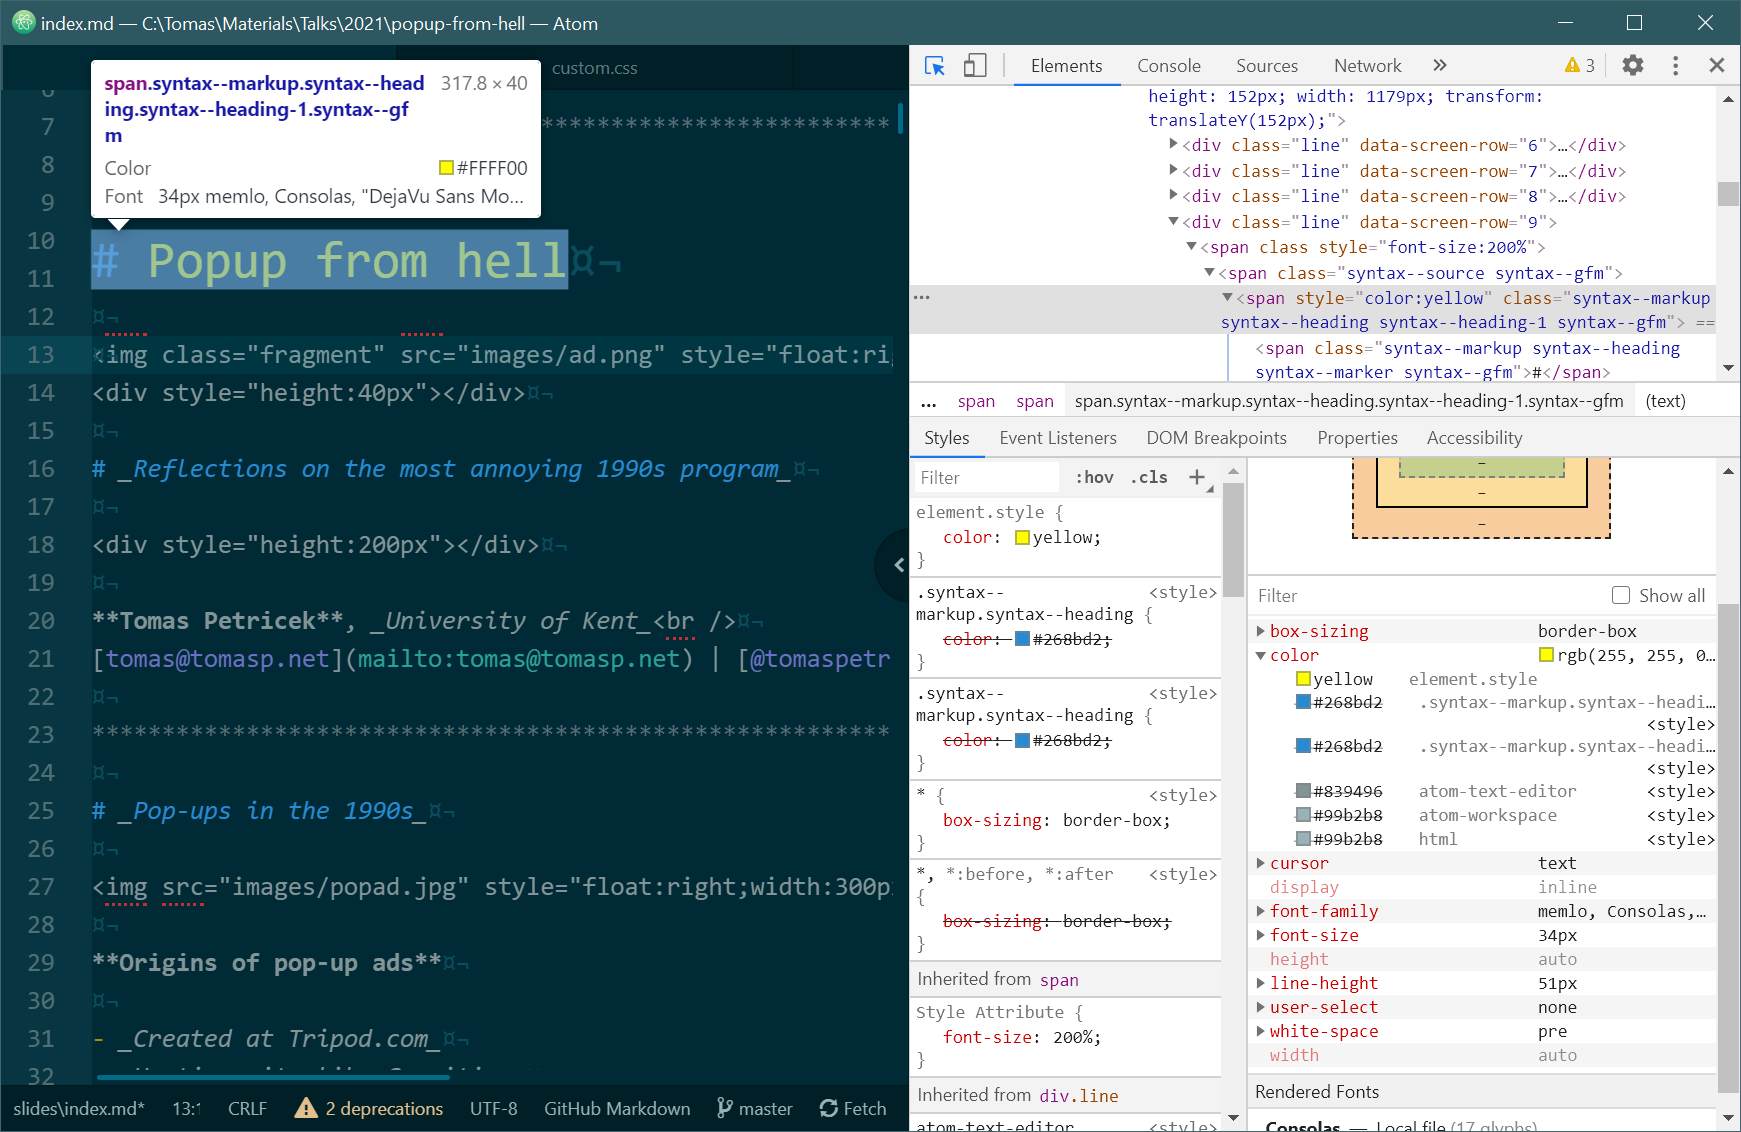 index.md — C:\Tomas\Materials\Talks\2021\popup-from-hell — Atom
custom.css
span.syntax--markup.syntax--head
ing.syntax--heading-1.syntax--gf
m
317.8 × 40
Color #FFFF00
Font 34px memlo, Consolas, "DejaVu Sans Mo...
6
7 ****************************
8
9
10 # Popup from hell¤¬
11
12 ¤¬
13 <img class="fragment" src="images/ad.png" style="float:rig
14 <div style="height:40px"></div>¤¬
15 ¤¬
16 # _Reflections on the most annoying 1990s program_¤¬
17 ¤¬
18 <div style="height:200px"></div>¤¬
19 ¤¬
20 **Tomas Petricek**, _University of Kent_<br />¤¬
21 [tomas@tomasp.net](mailto:tomas@tomasp.net) | [@tomaspetr
22 ¤¬
23 *********************************************************
24 ¤¬
25 # _Pop-ups in the 1990s_¤¬
26 ¤¬
27 <img src="images/popad.jpg" style="float:right;width:300p
28 ¤¬
29 **Origins of pop-up ads**¤¬
30 ¤¬
31 - _Created at Tripod.com_¤¬
32
slides\index.md* 13:1 CRLF 2 deprecations UTF-8 GitHub Markdown master Fetch
Elements Console Sources Network » 3
height: 152px; width: 1179px; transform:
translateY(152px);">
<div class="line" data-screen-row="6">…</div>
<div class="line" data-screen-row="7">…</div>
<div class="line" data-screen-row="8">…</div>
<div class="line" data-screen-row="9">
<span class style="font-size:200%">
<span class="syntax--source syntax--gfm">
... <span style="color:yellow" class="syntax--markup
syntax--heading syntax--heading-1 syntax--gfm"> ==
<span class="syntax--markup syntax--heading
syntax--marker syntax--gfm">#</span>
... span span span.syntax--markup.syntax--heading.syntax--heading-1.syntax--gfm (text)
Styles Event Listeners DOM Breakpoints Properties Accessibility
Filter :hov .cls +
element.style {
color: yellow;
}
.syntax-- <style>
markup.syntax--heading {
color: #268bd2;
}
.syntax-- <style>
markup.syntax--heading {
color: #268bd2;
}
* { <style>
box-sizing: border-box;
}
*, *:before, *:after <style>
{
box-sizing: border-box;
}
Inherited from span
Style Attribute {
font-size: 200%;
}
Inherited from div.line
atom-text-editor <style>
–
–
–
Filter Show all
box-sizing border-box
color rgb(255, 255, 0…
yellow element.style
#268bd2 .syntax--markup.syntax--headi…
<style>
#268bd2 .syntax--markup.syntax--headi…
<style>
#839496 atom-text-editor <style>
#99b2b8 atom-workspace <style>
#99b2b8 html <style>
cursor text
display inline
font-family memlo, Consolas,…
font-size 34px
height auto
line-height 51px
user-select none
white-space pre
width auto
Rendered Fonts
Consolas — Local file (17 glyphs)